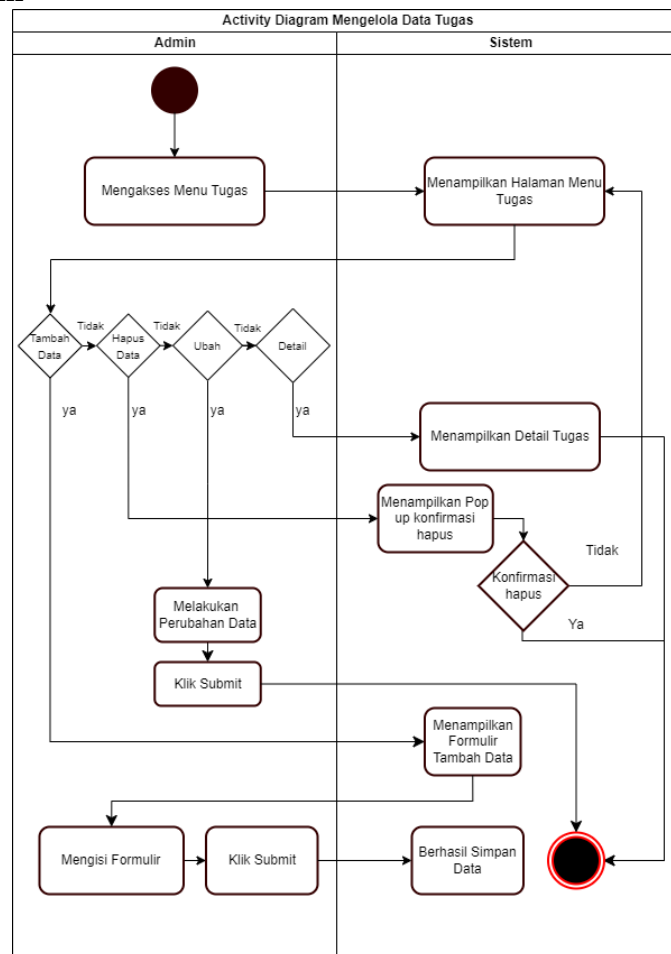 Activity Diagram Mengelola Data Tugas
Admin
Sistem
Mengakses Menu Tugas
Menampilkan Halaman Menu
Tugas
Tambah
Data
Tidak
Hapus
Data
Tidak
Ubah
Tidak
Detail
ya
ya
ya
ya
Menampilkan Detail Tugas
Menampilkan Pop
up konfirmasi
hapus
Tidak
Konfirmasi
hapus
Ya
Melakukan
Perubahan Data
Klik Submit
Menampilkan
Formulir
Tambah Data
Mengisi Formulir
Klik Submit
Berhasil Simpan
Data